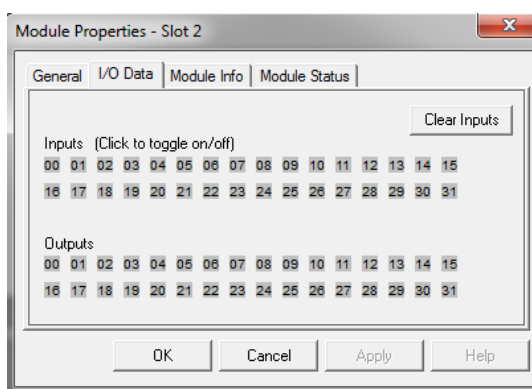 Module Properties - Slot 2
General I/O Data Module Info Module Status
Clear Inputs
Inputs (Click to toggle on/off)
00 01 02 03 04 05 06 07 08 09 10 11 12 13 14 15
16 17 18 19 20 21 22 23 24 25 26 27 28 29 30 31
Outputs
00 01 02 03 04 05 06 07 08 09 10 11 12 13 14 15
16 17 18 19 20 21 22 23 24 25 26 27 28 29 30 31
OK Cancel Apply Help